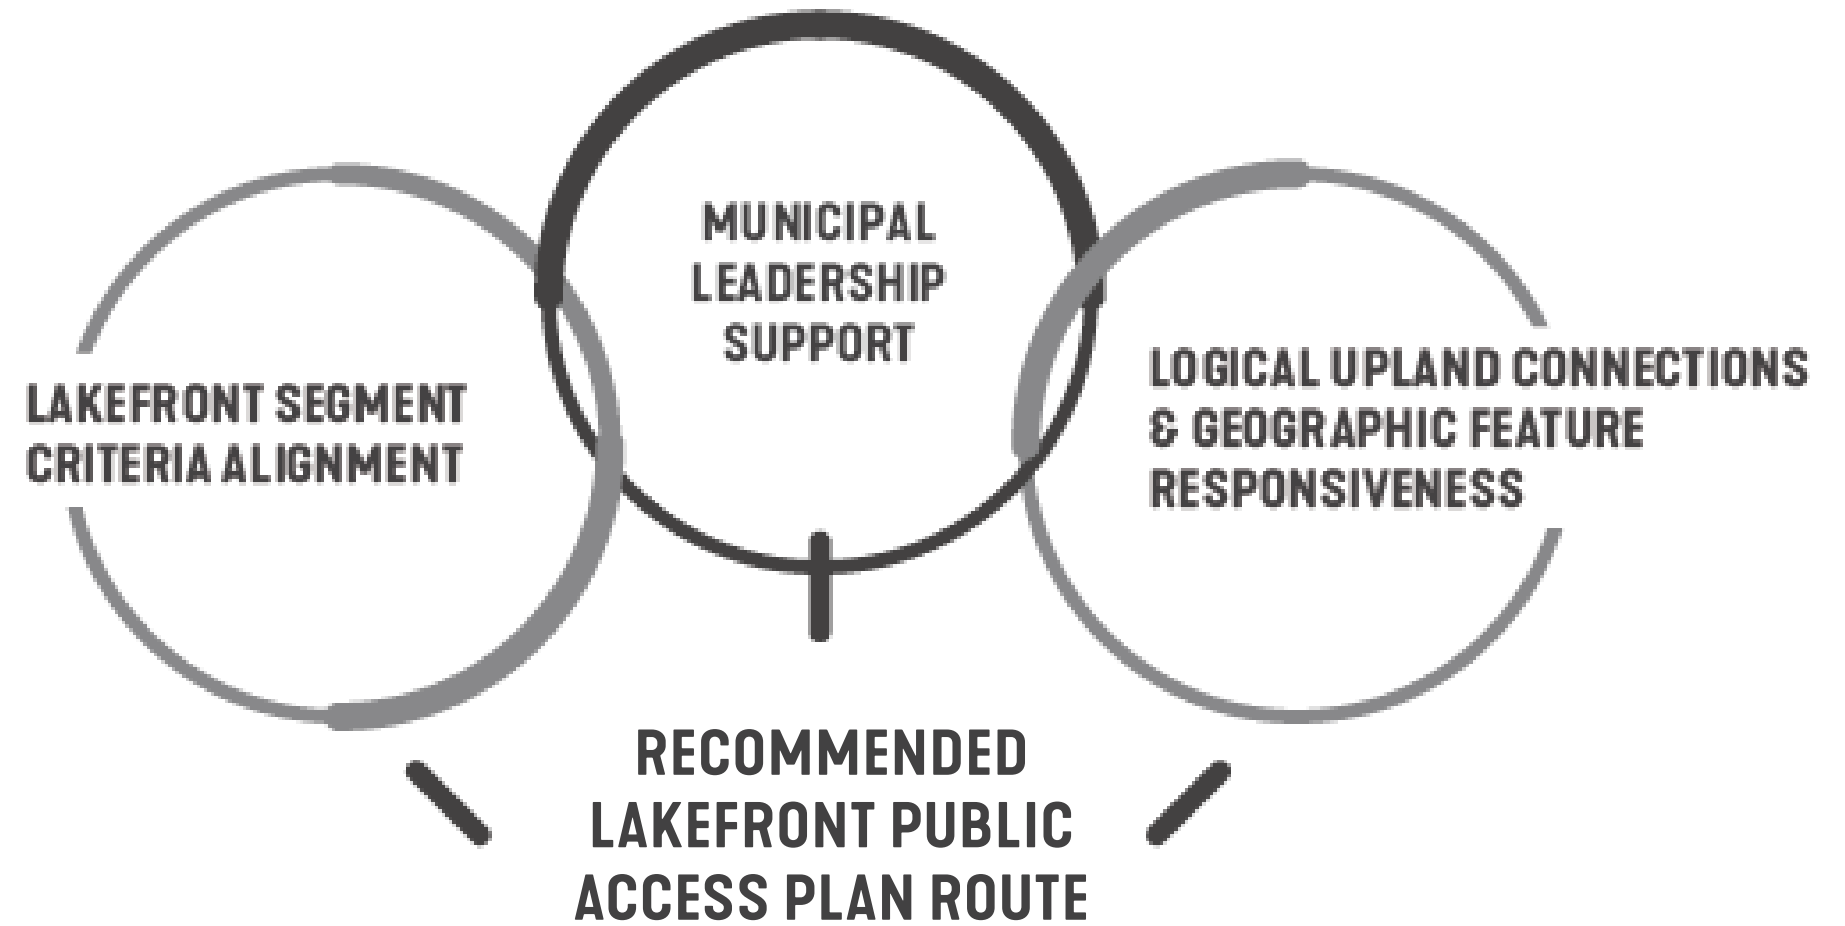 MUNICIPAL
LEADERSHIP
SUPPORT
LAKEFRONT SEGMENT
CRITERIA ALIGNMENT
LOGICAL UPLAND CONNECTIONS
& GEOGRAPHIC FEATURE
RESPONSIVENESS
RECOMMENDED
LAKEFRONT PUBLIC
ACCESS PLAN ROUTE